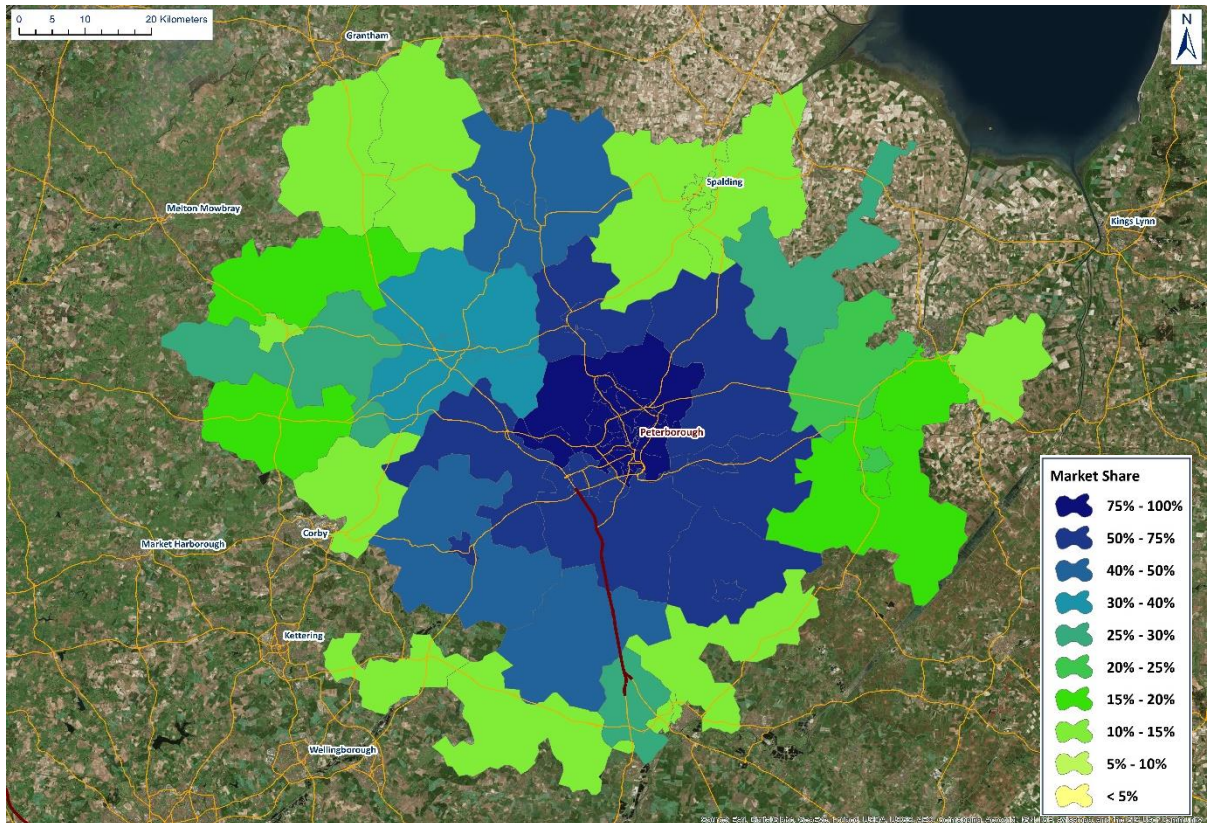 0 5 10 20 Kilometers
N
Grantham
Spalding
Melton Mowbray
Kings Lynn
Peterborough
Corby
Market Harborough
Kettering
Wellingborough
Market Share
75% - 100%
50% - 75%
40% - 50%
30% - 40%
25% - 30%
20% - 25%
15% - 20%
10% - 15%
5% - 10%
< 5%